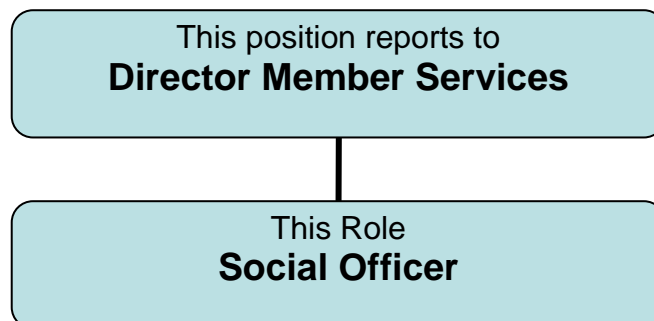 This position reports to
Director Member Services
This Role
Social Officer